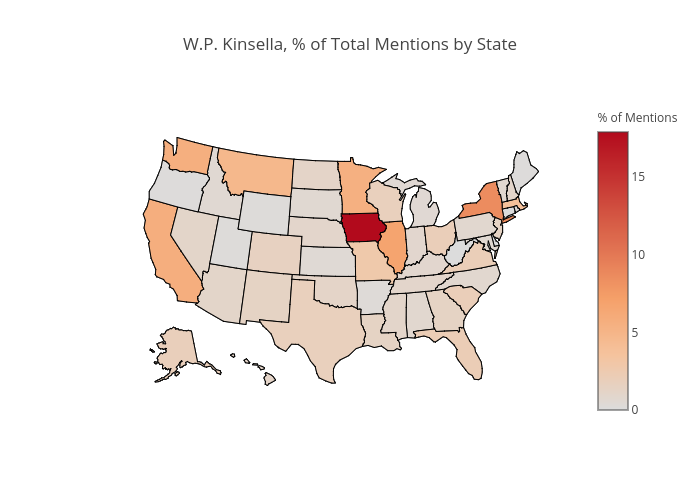 W.P. Kinsella, % of Total Mentions by State
% of Mentions
15
10
5
0